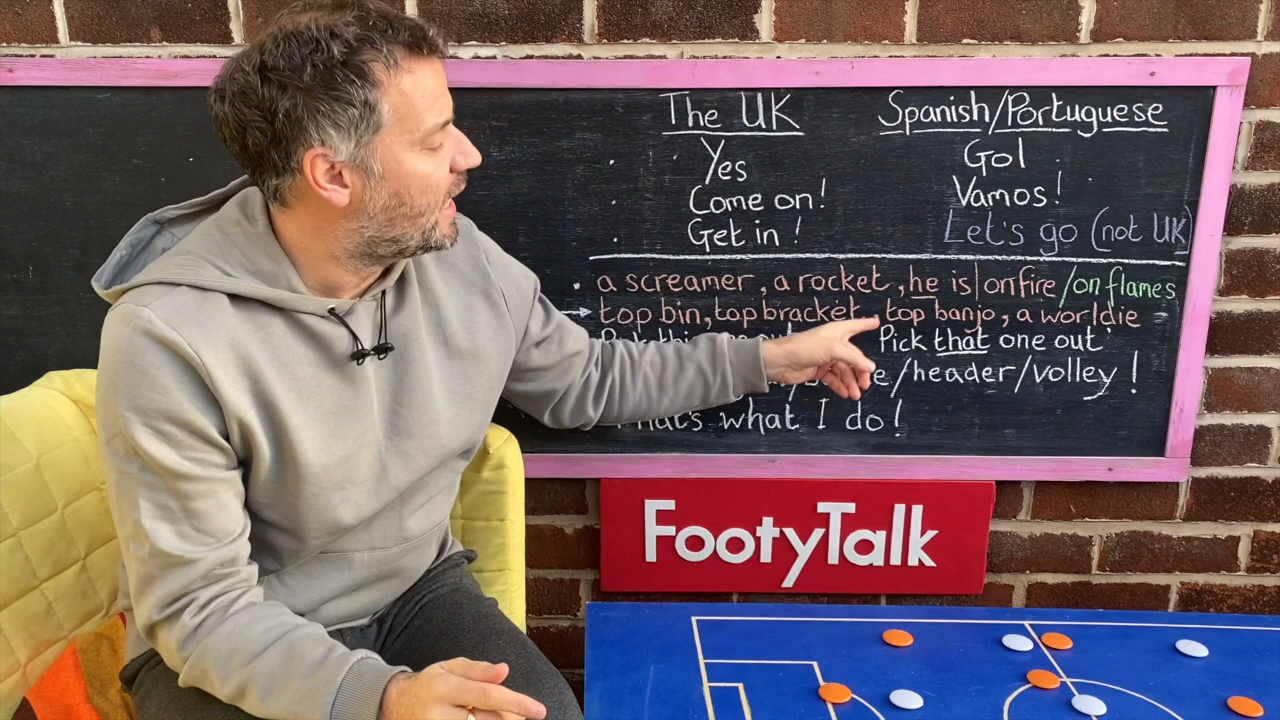 The UK
Yes
Come on!
Get in!
Spanish/Portuguese
Gol
Vamos!
Let's go (not UK)
a screamer, a rocket, he is on fire/on flames
top bin, top bracket, top banjo, a worldie
Pick that one out'
/header/volley!
what I do!
FootyTalk